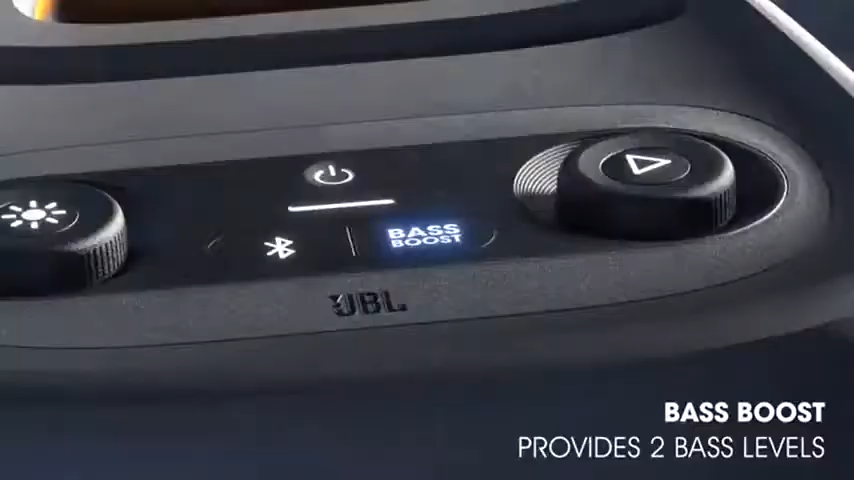 BASS
BOOST
JBL
BASS BOOST
PROVIDES 2 BASS LEVELS